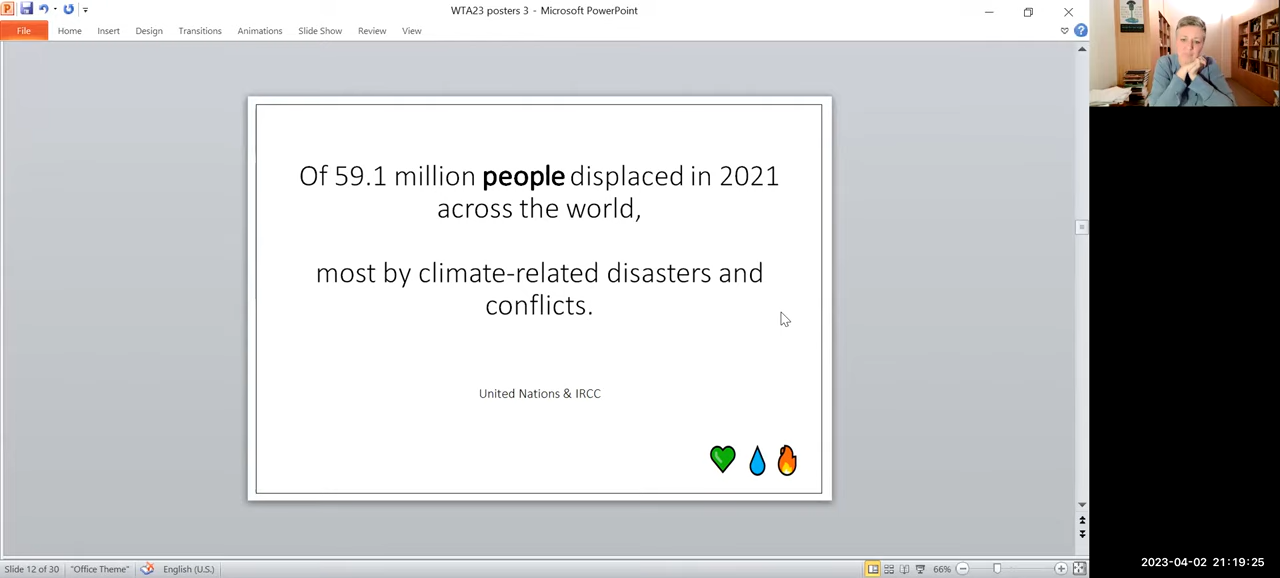 WTA23 posters 3 - Microsoft PowerPoint
File Home Insert Design Transitions Animations Slide Show Review View
Of 59.1 million people displaced in 2021
across the world,
most by climate-related disasters and
conflicts.
United Nations & IRCC
Slide 12 of 30 "Office Theme" English (U.S.) 66%
2023-04-02 21:19:25